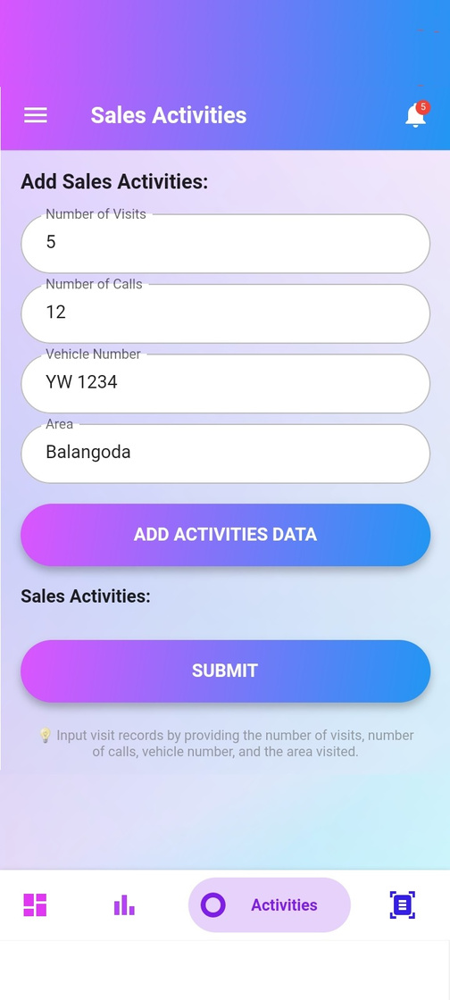 Sales Activities
5
Add Sales Activities:
Number of Visits
5
Number of Calls
12
Vehicle Number
YW 1234
Area
Balangoda
ADD ACTIVITIES DATA
Sales Activities:
SUBMIT
💡 Input visit records by providing the number of visits, number
of calls, vehicle number, and the area visited.
Activities